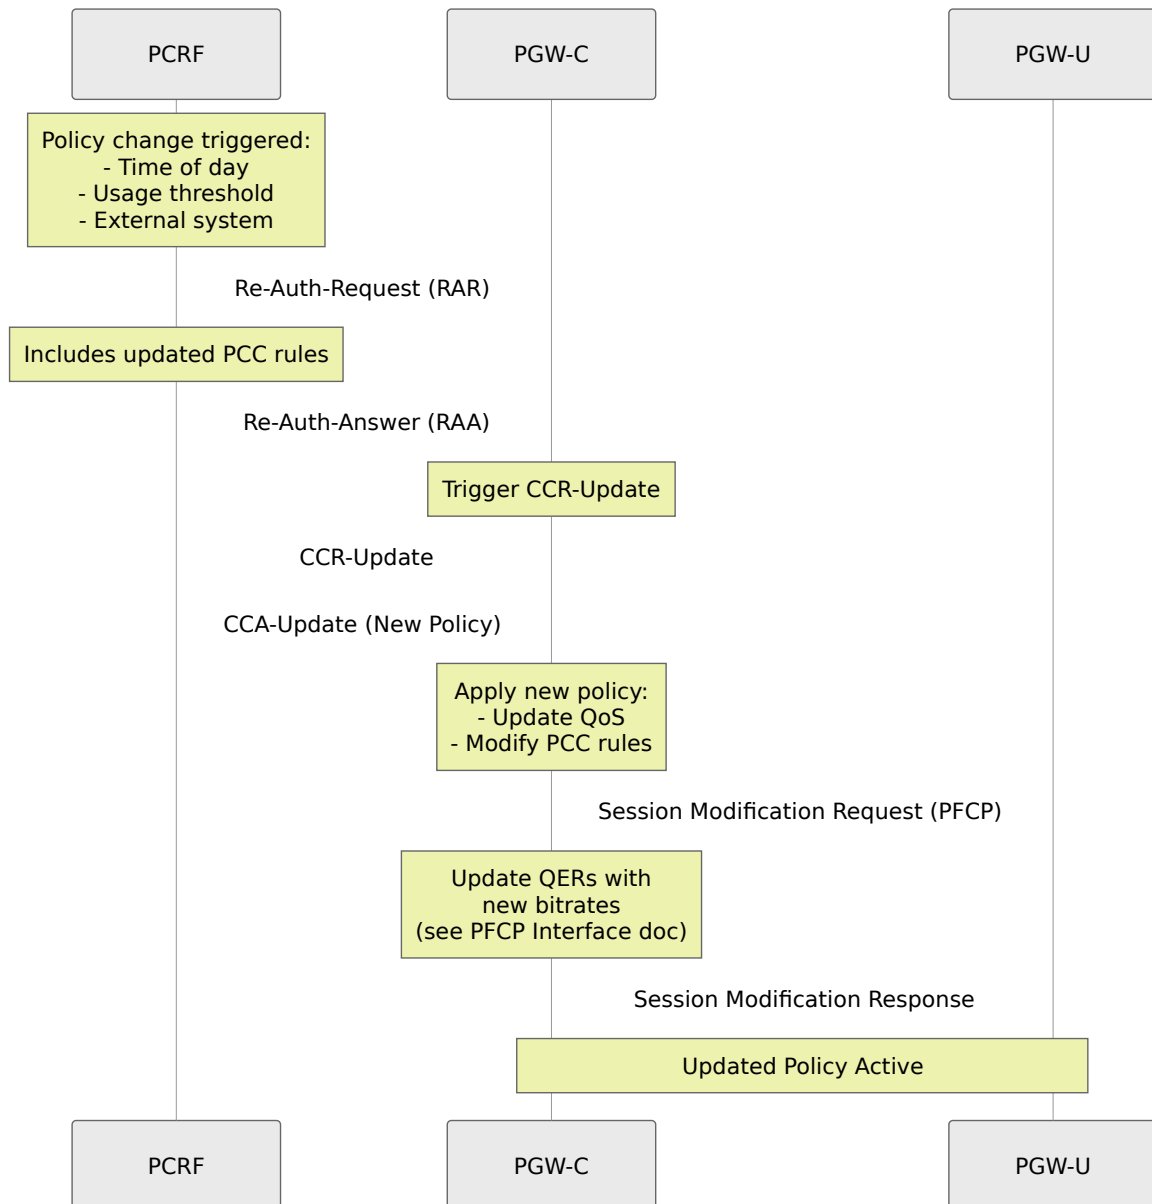 PCRF
PGW-C
PGW-U
Policy change triggered:
- Time of day
- Usage threshold
- External system
Re-Auth-Request (RAR)
Includes updated PCC rules
Re-Auth-Answer (RAA)
Trigger CCR-Update
CCR-Update
CCA-Update (New Policy)
Apply new policy:
- Update QoS
- Modify PCC rules
Session Modification Request (PFCP)
Update QERs with
new bitrates
(see PFCP Interface doc)
Session Modification Response
Updated Policy Active
PCRF
PGW-C
PGW-U